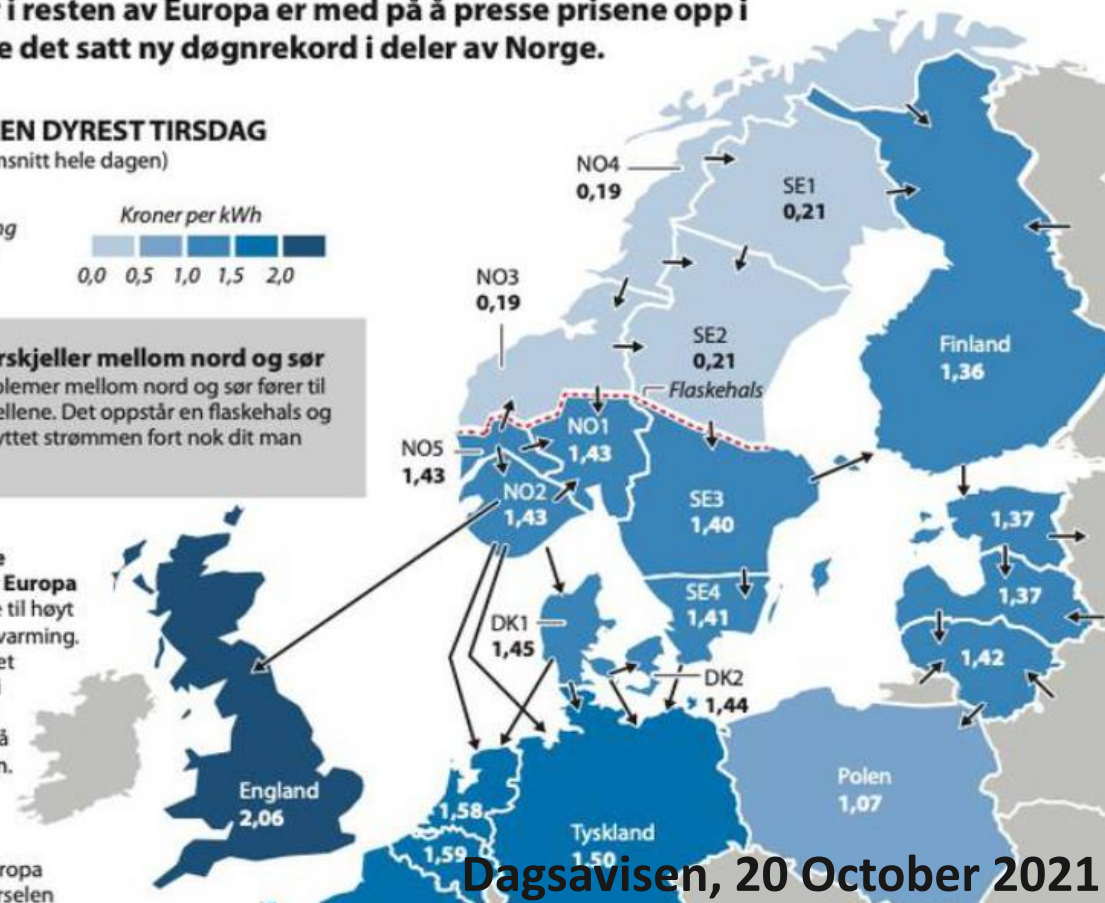 i resten av Europa er med på å presse prisene opp i
det satt ny døgnrekord i deler av Norge.
EN DYREST TIRSDAG
hele dagen)
Kroner per kWh
0,0 0,5 1,0 1,5 2,0
mellom nord og sør
mellom nord og sør fører til
Det oppstår en flaskehals og
strømmen fort nok dit man
Europa
til høyt
NO4
0,19
SE1
0,21
NO3
0,19
SE2
0,21
Finland
1,36
Flaskehals
NO1
1,43
NO5
1,43
NO2
1,43
SE3
1,40
1,37
1,37
SE4
1,41
DK1
1,45
1,42
DK2
1,44
England
2,06
Polen
1,07
1,58
1,59
Tyskland
1,50
Dagsavisen, 20 October 2021